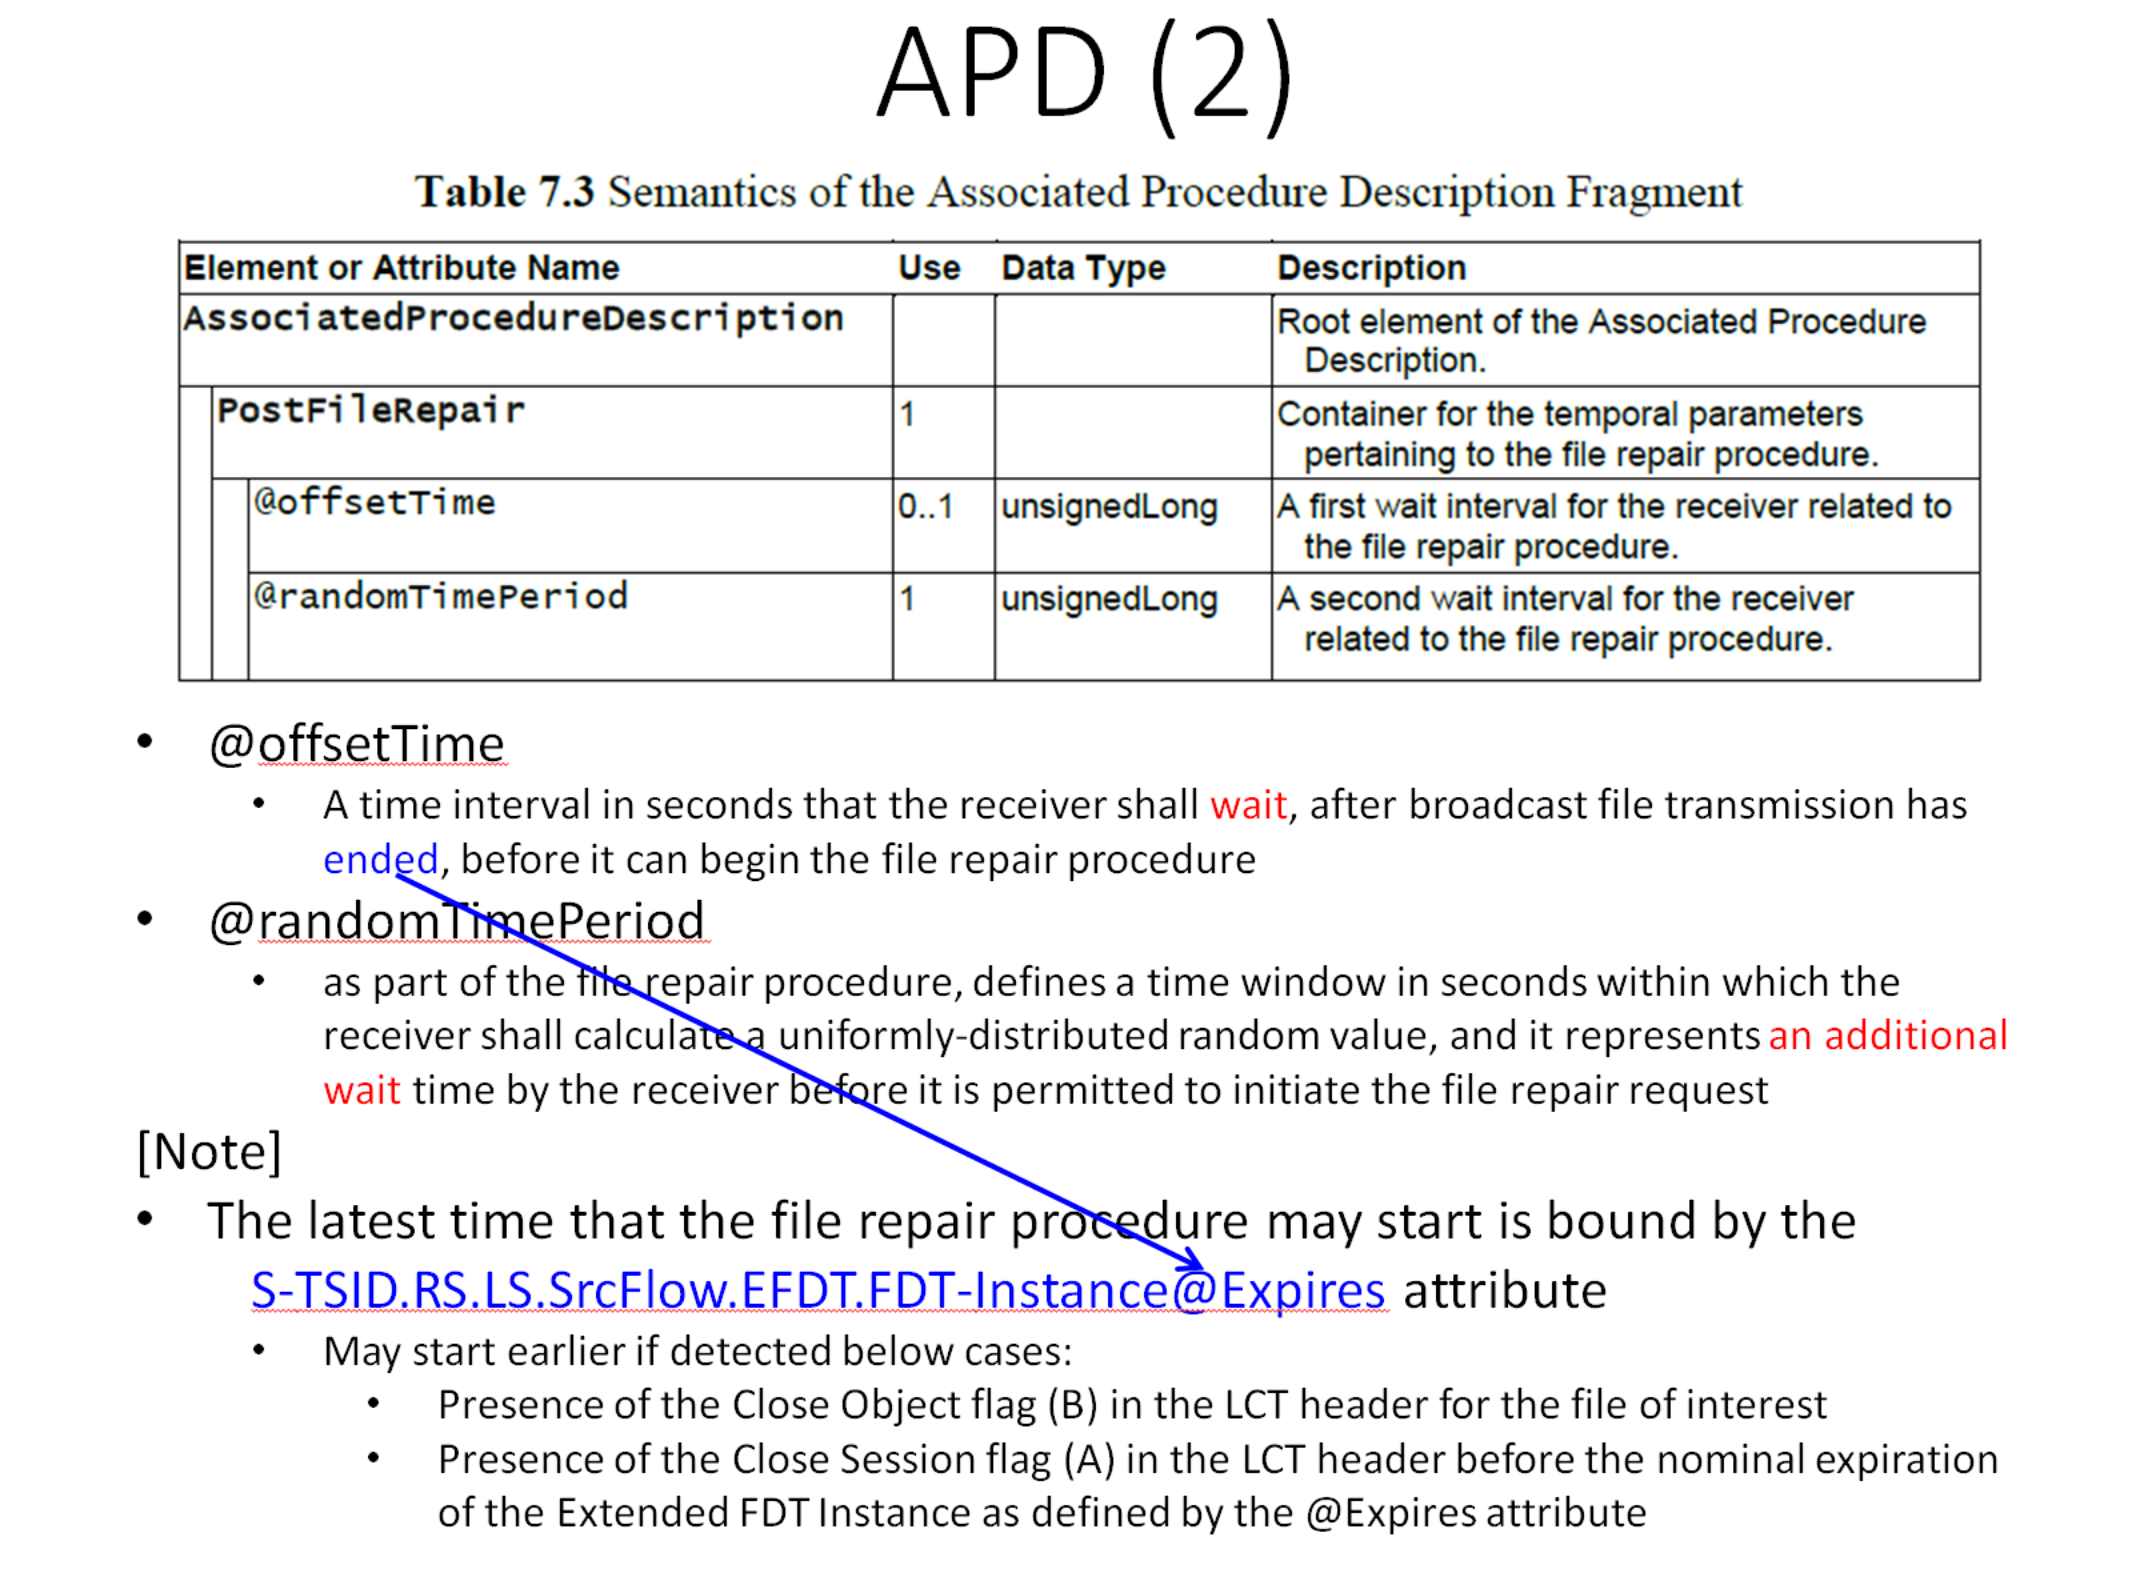 APD (2)
Table 7.3 Semantics of the Associated Procedure Description Fragment
Element or Attribute Name Use Data Type Description
AssociatedProcedureDescription Root element of the Associated Procedure
Description.
PostFileRepair 1 Container for the temporal parameters
pertaining to the file repair procedure.
@offsetTime 0..1 unsignedLong A first wait interval for the receiver related to
the file repair procedure.
@randomTimePeriod 1 unsignedLong A second wait interval for the receiver
related to the file repair procedure.
• @offsetTime
• A time interval in seconds that the receiver shall wait, after broadcast file transmission has
ended, before it can begin the file repair procedure
• @randomTimePeriod
• as part of the file repair procedure, defines a time window in seconds within which the
receiver shall calculate a uniformly-distributed random value, and it represents an additional
wait time by the receiver before it is permitted to initiate the file repair request
[Note]
• The latest time that the file repair procedure may start is bound by the
S-TSID.RS.LS.SrcFlow.EFDT.FDT-Instance@Expires attribute
• May start earlier if detected below cases:
• Presence of the Close Object flag (B) in the LCT header for the file of interest
• Presence of the Close Session flag (A) in the LCT header before the nominal expiration
of the Extended FDT Instance as defined by the @Expires attribute